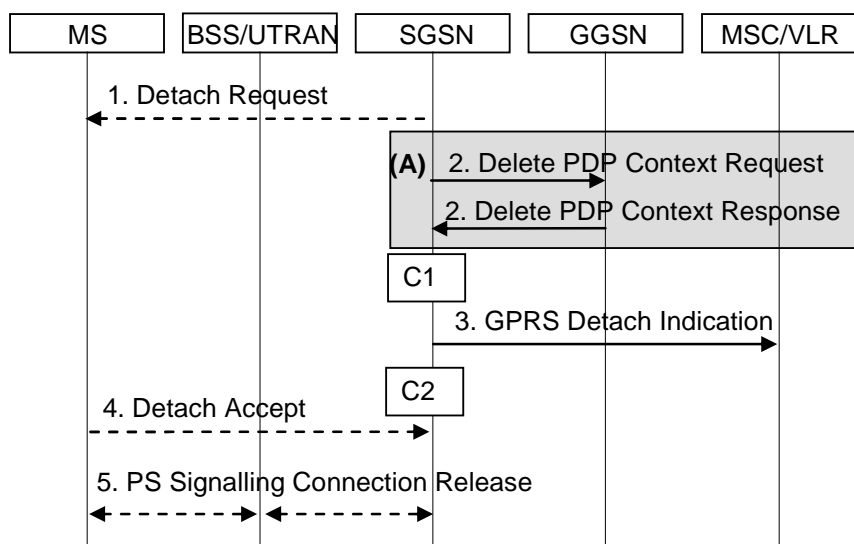 MS BSS/UTRAN SGSN GGSN MSC/VLR
1. Detach Request
(A) 2. Delete PDP Context Request
2. Delete PDP Context Response
C1
3. GPRS Detach Indication
C2
4. Detach Accept
5. PS Signalling Connection Release